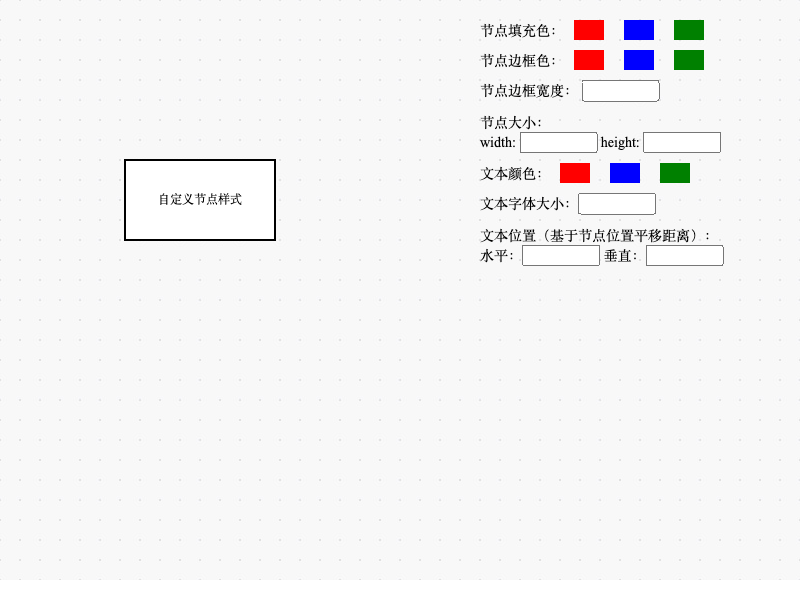 节点填充色：
节点边框色：
节点边框宽度：
节点大小：
width: height:
自定义节点样式
文本颜色：
文本字体大小：
文本位置（基于节点位置平移距离）：
水平： 垂直：